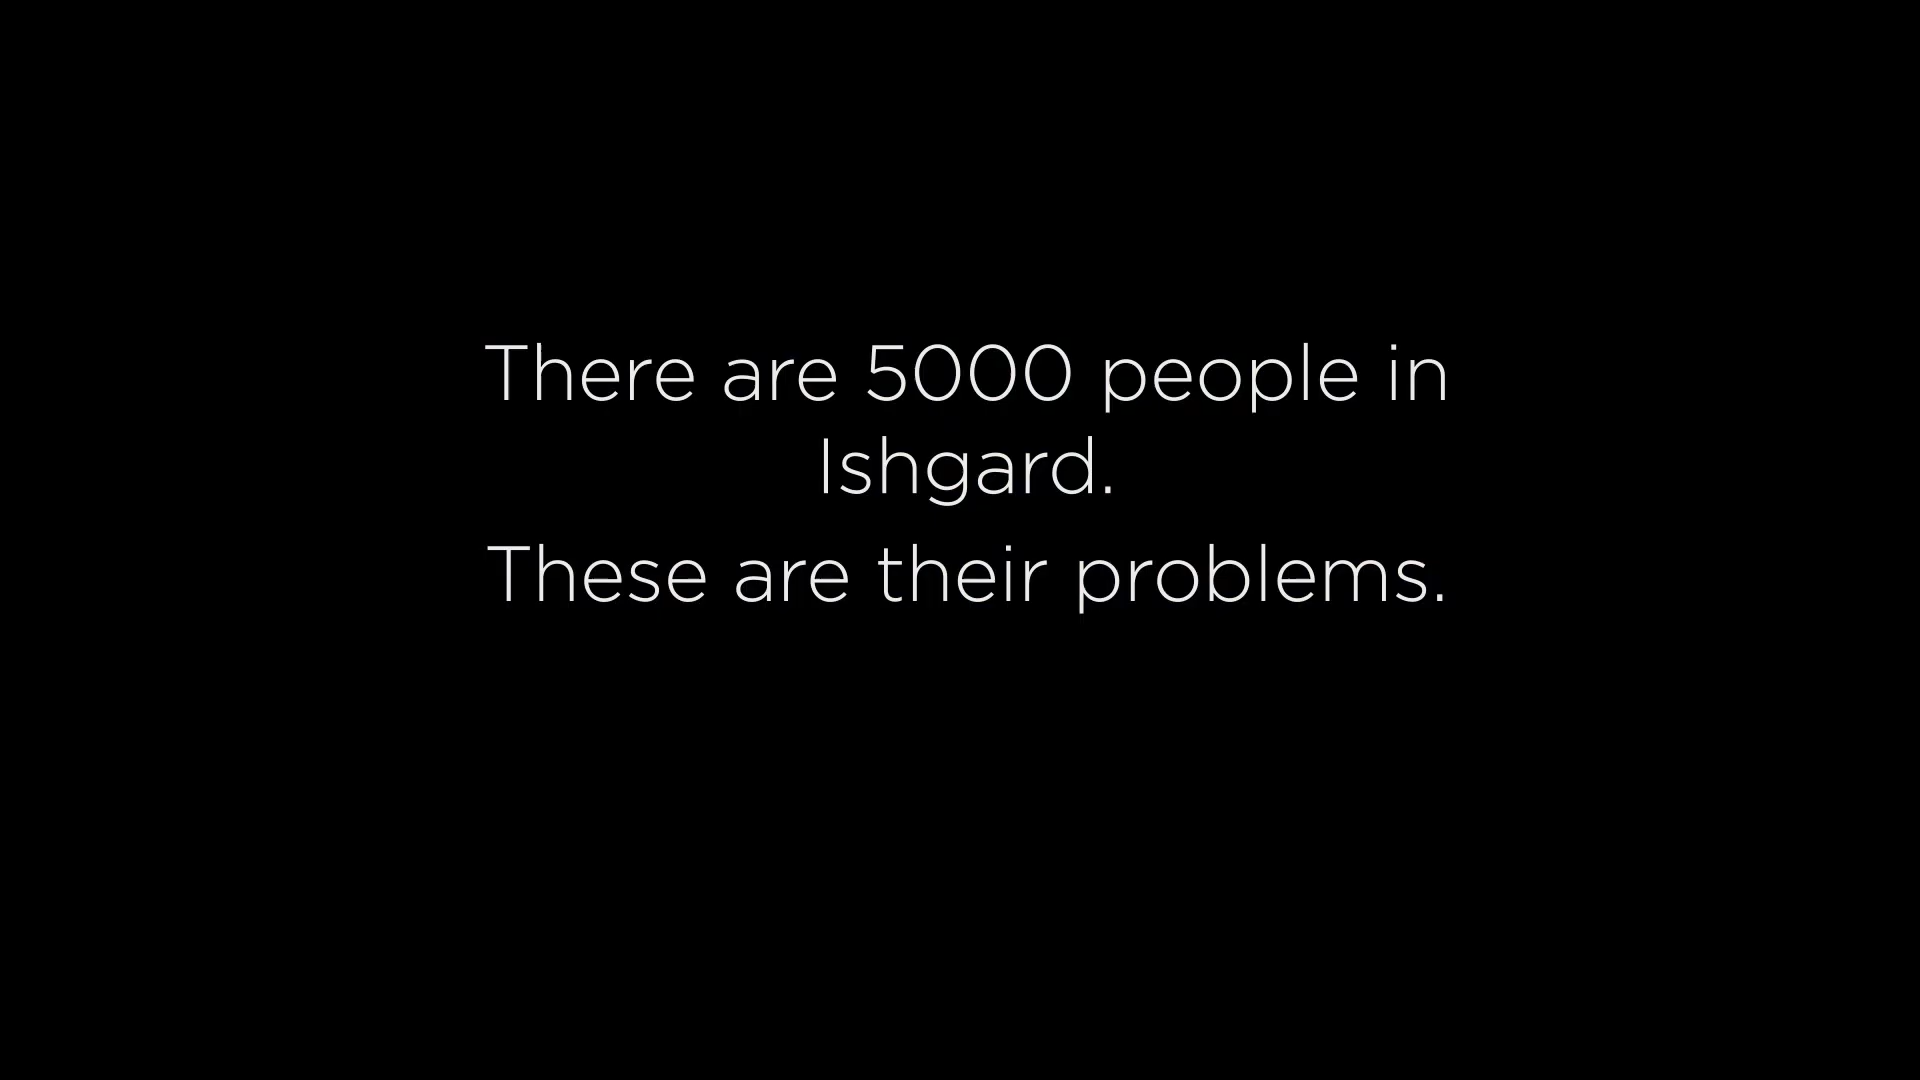 There are 5000 people in
Ishgard.
These are their problems.